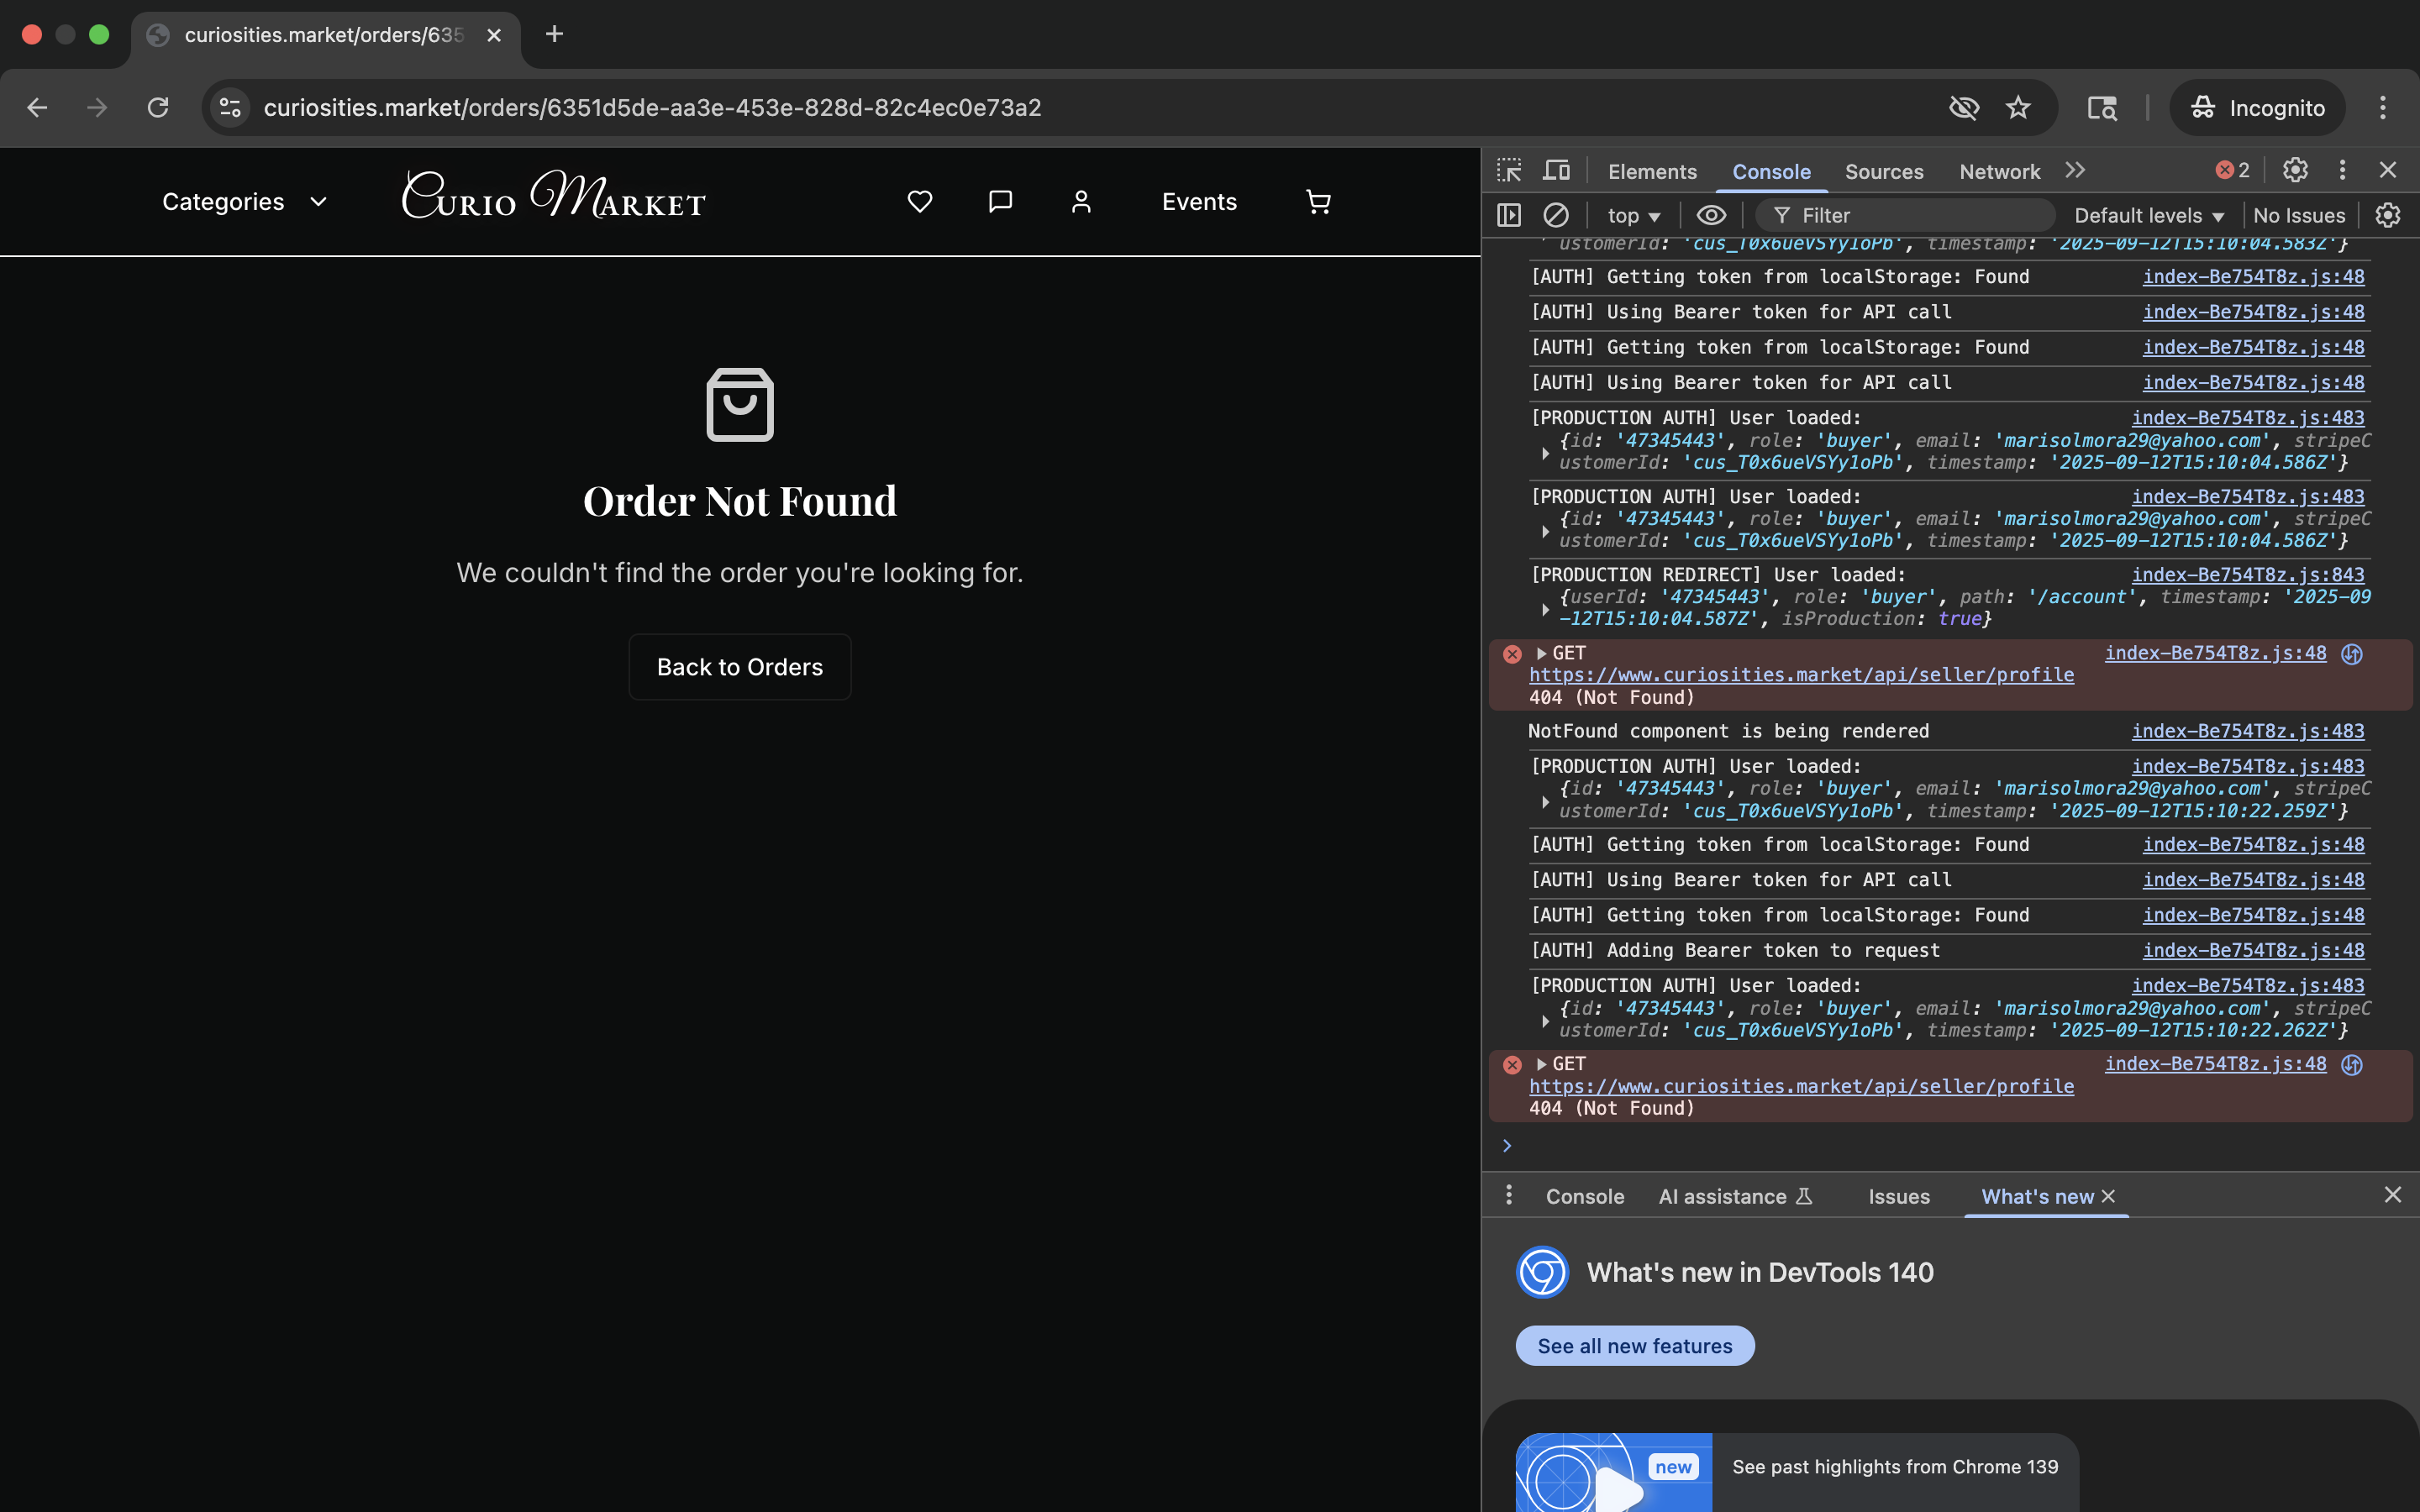 curiosities.market/orders/635
curiosities.market/orders/6351d5de-aa3e-453e-828d-82c4ec0e73a2
Incognito
Categories
Curio Market
Events
Order Not Found
We couldn't find the order you're looking for.
Back to Orders
Elements
Console
Sources
Network
2
top
Filter
Default levels
No Issues
ustomerId: 'cus_T0x6ueVSYy1oPb', timestamp: '2025-09-12T15:10:04.583Z'}
[AUTH] Getting token from localStorage: Found index-Be754T8z.js:48
[AUTH] Using Bearer token for API call index-Be754T8z.js:48
[AUTH] Getting token from localStorage: Found index-Be754T8z.js:48
[AUTH] Using Bearer token for API call index-Be754T8z.js:48
[PRODUCTION AUTH] User loaded: index-Be754T8z.js:483
{id: '47345443', role: 'buyer', email: 'marisolmora29@yahoo.com', stripeC
ustomerId: 'cus_T0x6ueVSYy1oPb', timestamp: '2025-09-12T15:10:04.586Z'}
[PRODUCTION AUTH] User loaded: index-Be754T8z.js:483
{id: '47345443', role: 'buyer', email: 'marisolmora29@yahoo.com', stripeC
ustomerId: 'cus_T0x6ueVSYy1oPb', timestamp: '2025-09-12T15:10:04.586Z'}
[PRODUCTION REDIRECT] User loaded: index-Be754T8z.js:843
{userId: '47345443', role: 'buyer', path: '/account', timestamp: '2025-09
-12T15:10:04.587Z', isProduction: true}
GET index-Be754T8z.js:48
https://www.curiosities.market/api/seller/profile
404 (Not Found)
NotFound component is being rendered index-Be754T8z.js:483
[PRODUCTION AUTH] User loaded: index-Be754T8z.js:483
{id: '47345443', role: 'buyer', email: 'marisolmora29@yahoo.com', stripeC
ustomerId: 'cus_T0x6ueVSYy1oPb', timestamp: '2025-09-12T15:10:22.259Z'}
[AUTH] Getting token from localStorage: Found index-Be754T8z.js:48
[AUTH] Using Bearer token for API call index-Be754T8z.js:48
[AUTH] Getting token from localStorage: Found index-Be754T8z.js:48
[AUTH] Adding Bearer token to request index-Be754T8z.js:48
[PRODUCTION AUTH] User loaded: index-Be754T8z.js:483
{id: '47345443', role: 'buyer', email: 'marisolmora29@yahoo.com', stripeC
ustomerId: 'cus_T0x6ueVSYy1oPb', timestamp: '2025-09-12T15:10:22.262Z'}
GET index-Be754T8z.js:48
https://www.curiosities.market/api/seller/profile
404 (Not Found)
Console
AI assistance
Issues
What's new
What's new in DevTools 140
See all new features
new
See past highlights from Chrome 139